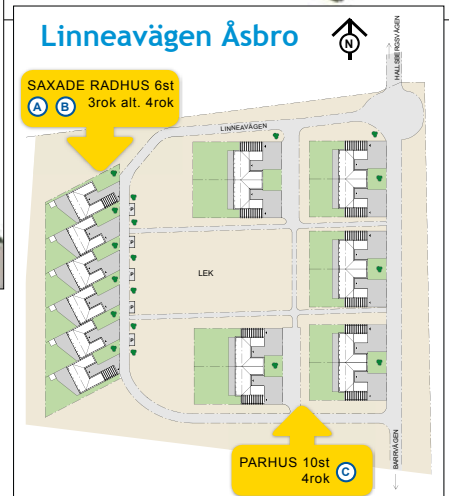 Linneavägen Åsbro
N
HALLSBERGSVÄGEN
SAXADE RADHUS 6st
A B 3rok alt. 4rok
LINNEAVÄGEN
LEK
PARHUS 10st
4rok C
BARRVÄGEN